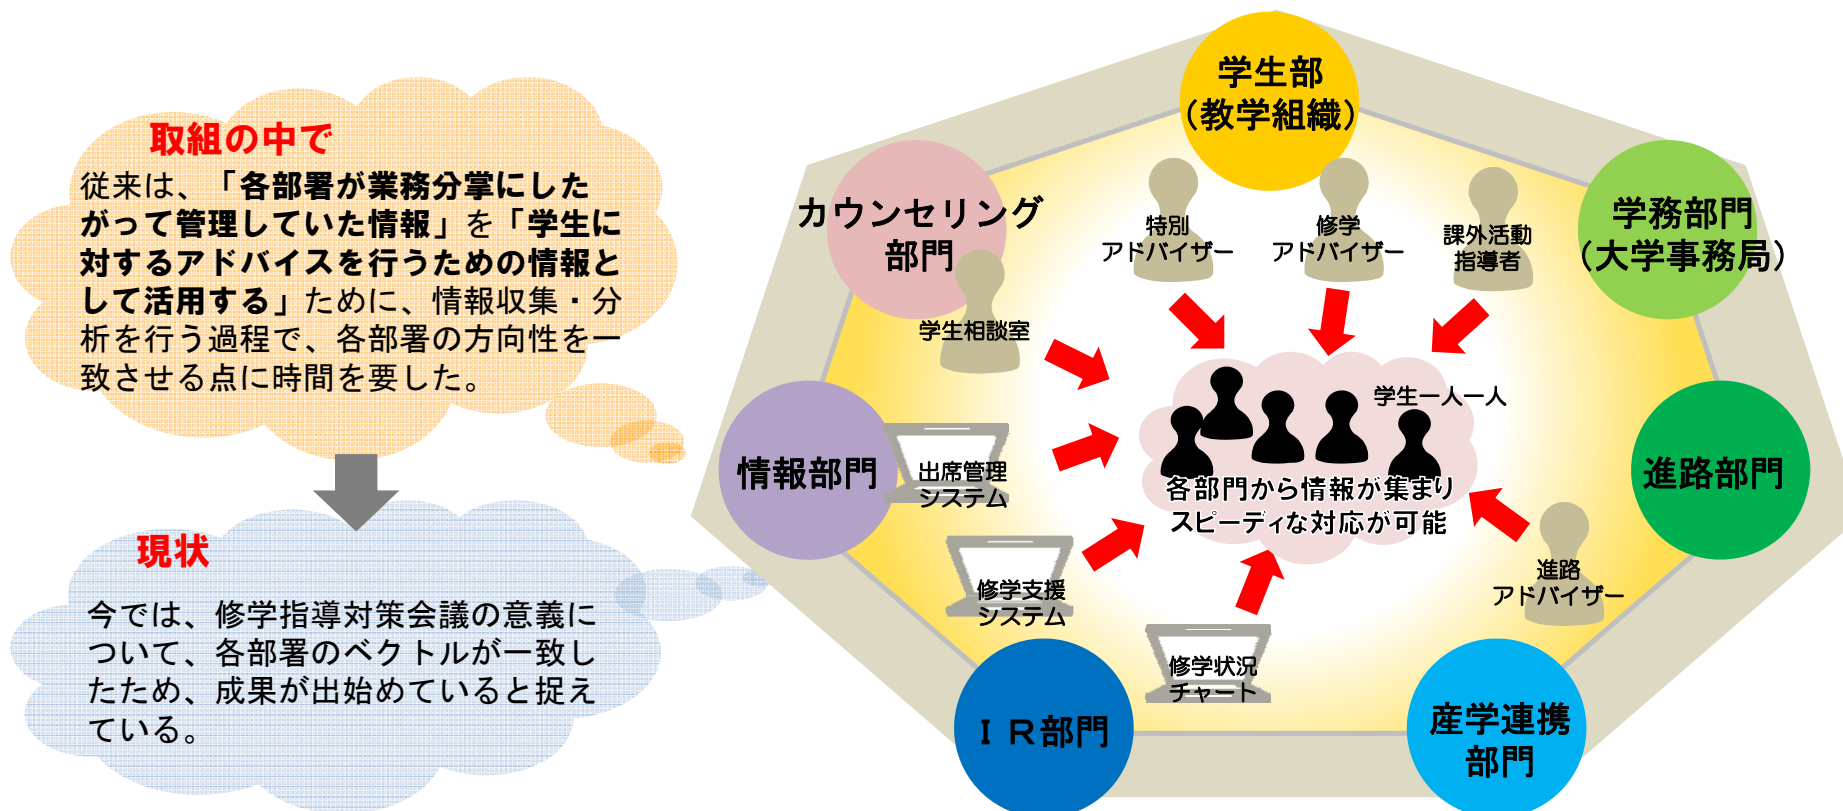 取組の中で
従来は、「各部署が業務分掌にした
がって管理していた情報」を「学生に
対するアドバイスを行うための情報と
して活用する」ために、情報収集・分
析を行う過程で、各部署の方向性を一
致させる点に時間を要した。
現状
今では、修学指導対策会議の意義に
ついて、各部署のベクトルが一致し
たため、成果が出始めていると捉え
ている。
学生部
（教学組織）
カウンセリング
部門
学務部門
（大学事務局）
特別
アドバイザー
修学
アドバイザー
課外活動
指導者
学生相談室
学生一人一人
情報部門
出席管理
システム
各部門から情報が集まり
スピーディな対応が可能
進路部門
修学支援
システム
進路
アドバイザー
修学状況
チャート
ＩＲ部門
産学連携
部門